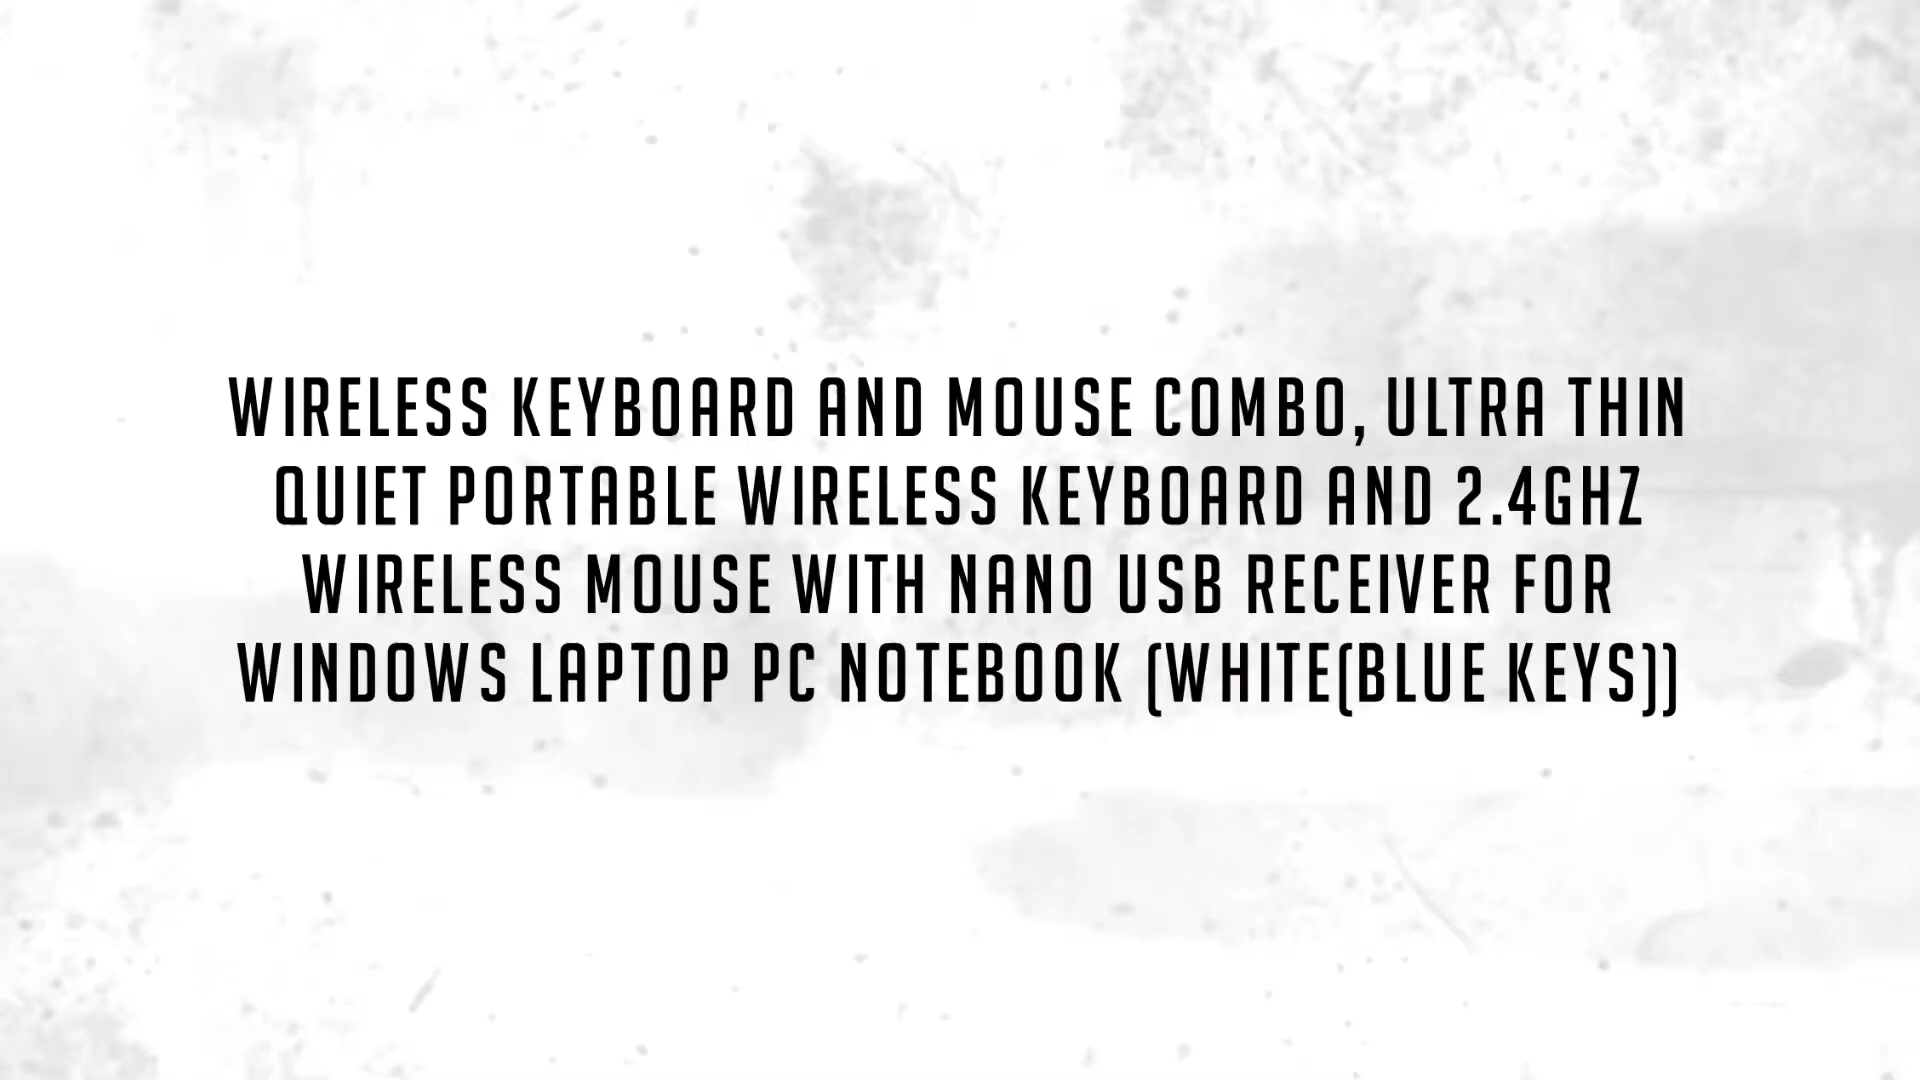 WIRELESS KEYBOARD AND MOUSE COMBO, ULTRA THIN
QUIET PORTABLE WIRELESS KEYBOARD AND 2.4GHZ
WIRELESS MOUSE WITH NANO USB RECEIVER FOR
WINDOWS LAPTOP PC NOTEBOOK (WHITE(BLUE KEYS))